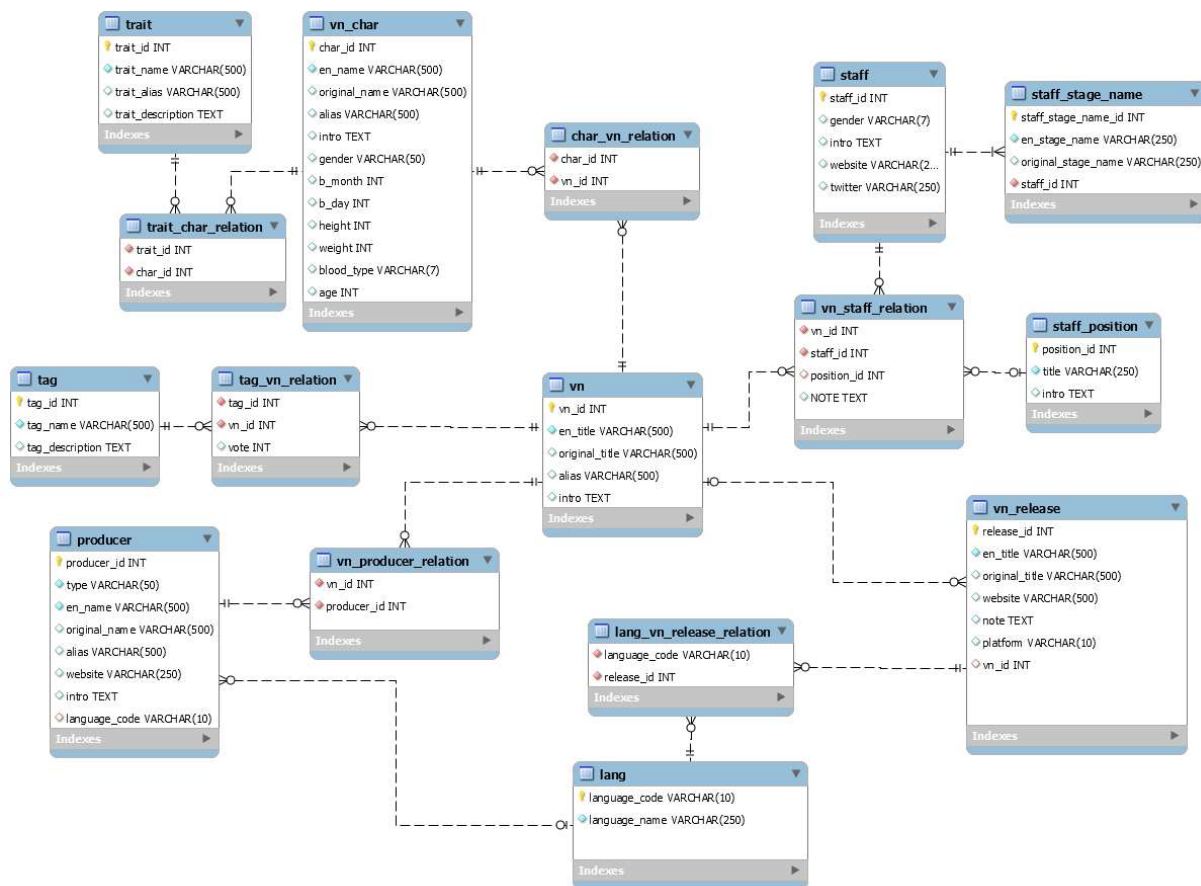 trait
trait_id INT
trait_name VARCHAR(500)
trait_alias VARCHAR(500)
trait_description TEXT
Indexes
vn_char
char_id INT
en_name VARCHAR(500)
original_name VARCHAR(500)
alias VARCHAR(500)
intro TEXT
gender VARCHAR(50)
b_month INT
b_day INT
height INT
weight INT
blood_type VARCHAR(7)
age INT
Indexes
staff
staff_id INT
gender VARCHAR(7)
intro TEXT
website VARCHAR(2...
twitter VARCHAR(250)
Indexes
staff_stage_name
staff_stage_name_id INT
en_stage_name VARCHAR(250)
original_stage_name VARCHAR(250)
staff_id INT
Indexes
char_vn_relation
char_id INT
vn_id INT
Indexes
trait_char_relation
trait_id INT
char_id INT
Indexes
vn_staff_relation
vn_id INT
staff_id INT
position_id INT
NOTE TEXT
Indexes
staff_position
position_id INT
title VARCHAR(250)
intro TEXT
Indexes
tag
tag_id INT
tag_name VARCHAR(500)
tag_description TEXT
Indexes
tag_vn_relation
tag_id INT
vn_id INT
vote INT
Indexes
vn
vn_id INT
en_title VARCHAR(500)
original_title VARCHAR(500)
alias VARCHAR(500)
intro TEXT
Indexes
vn_release
release_id INT
en_title VARCHAR(500)
original_title VARCHAR(500)
website VARCHAR(500)
note TEXT
platform VARCHAR(10)
vn_id INT
Indexes
producer
producer_id INT
type VARCHAR(50)
en_name VARCHAR(500)
original_name VARCHAR(500)
alias VARCHAR(500)
website VARCHAR(250)
intro TEXT
language_code VARCHAR(10)
Indexes
vn_producer_relation
vn_id INT
producer_id INT
Indexes
lang_vn_release_relation
language_code VARCHAR(10)
release_id INT
Indexes
lang
language_code VARCHAR(10)
language_name VARCHAR(250)
Indexes